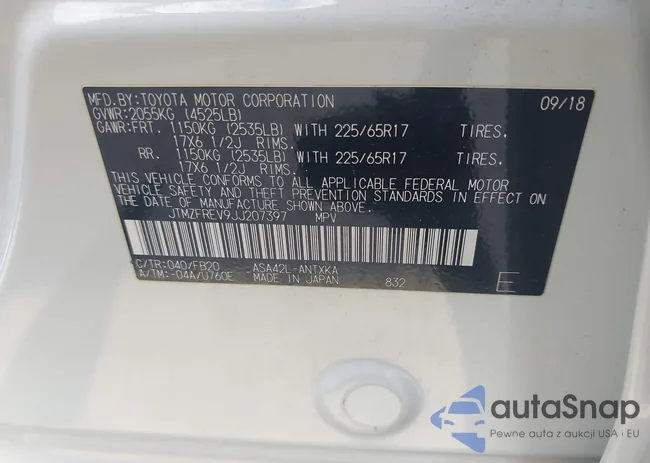 MFD.BY:TOYOTA MOTOR CORPORATION 09/18
GVWR:2055KG (4525LB)
GAWR:FRT. 1150KG (2535LB) WITH 225/65R17 TIRES.
17X6 1/2J RIMS.
RR. 1150KG (2535LB) WITH 225/65R17 TIRES.
17X6 1/2J RIMS.
THIS VEHICLE CONFORMS TO ALL APPLICABLE FEDERAL MOTOR
VEHICLE SAFETY AND THEFT PREVENTION STANDARDS IN EFFECT ON
THE DATE OF MANUFACTURE SHOWN ABOVE.
JTMZFREV9JJ207397 MPV
C/TR:040/FB20 ASA42L-ANTXKA
A/TM:-04A/U760E MADE IN JAPAN 832 E
autaSnap
Pewne auta z aukcji USA i EU